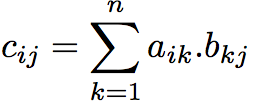 $c_{ij} = \sum_{k=1}^{n} a_{ik}.b_{kj}$